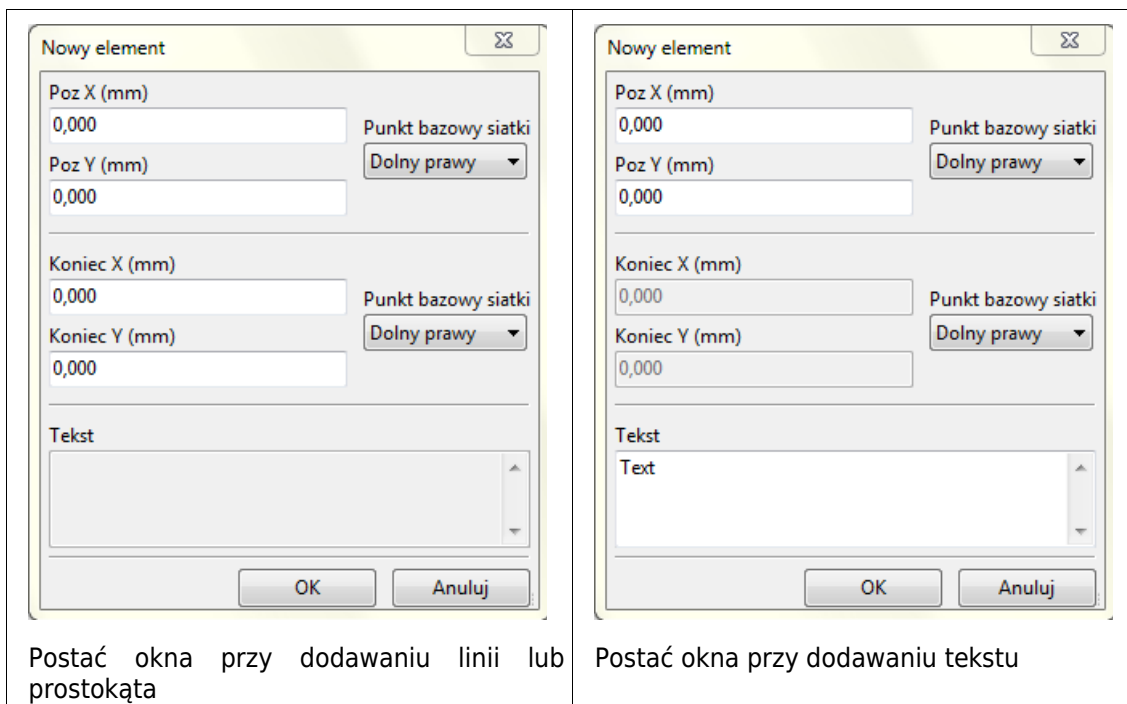 Nowy element
Poz X (mm)
0,000
Punkt bazowy siatki
Poz Y (mm)
Dolny prawy
0,000
Koniec X (mm)
0,000
Punkt bazowy siatki
Koniec Y (mm)
Dolny prawy
0,000
Tekst
OK Anuluj
Postać okna przy dodawaniu linii lub
prostokąta
Nowy element
Poz X (mm)
0,000
Punkt bazowy siatki
Poz Y (mm)
Dolny prawy
0,000
Koniec X (mm)
0,000
Punkt bazowy siatki
Koniec Y (mm)
Dolny prawy
0,000
Tekst
Text
OK Anuluj
Postać okna przy dodawaniu tekstu